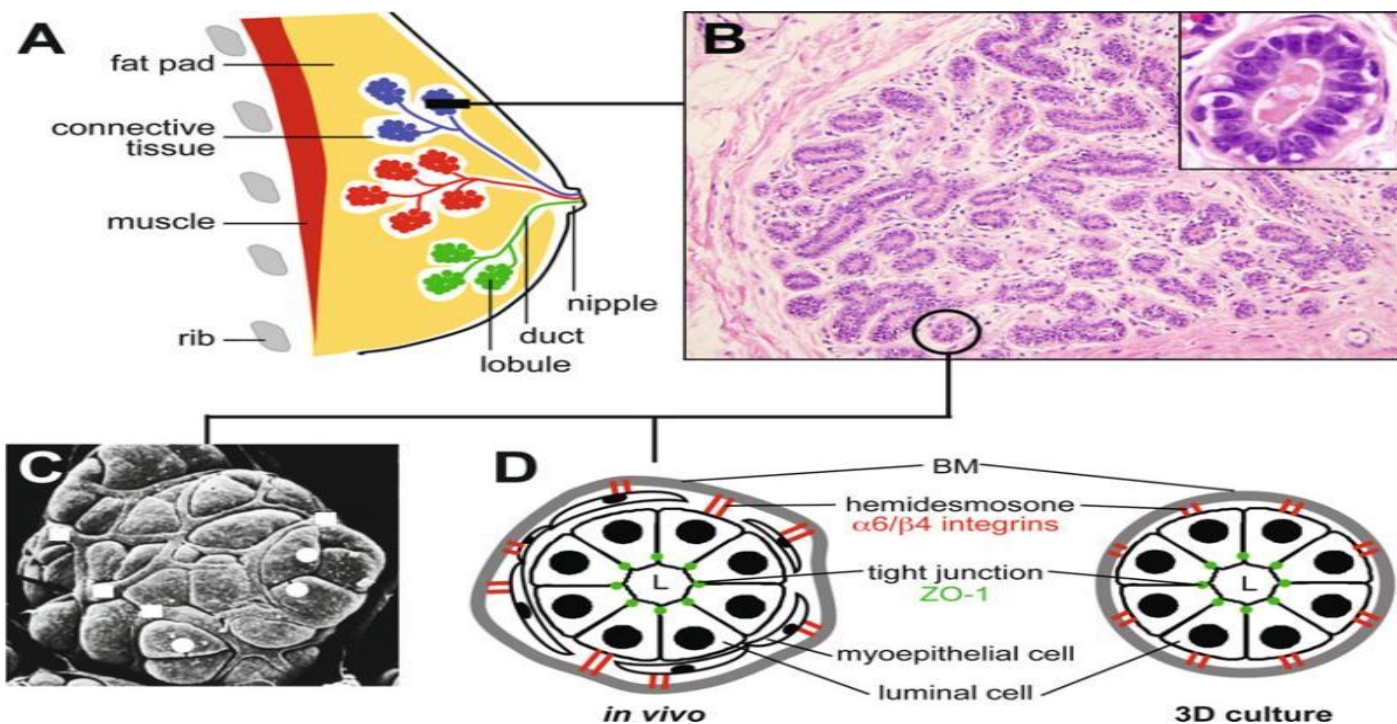 A
fat pad
connective
tissue
muscle
rib
nipple
duct
lobule
B
C
D
BM
hemidesmosone
α6/β4 integrins
tight junction
ZO-1
myoepithelial cell
luminal cell
L
L
in vivo
3D culture